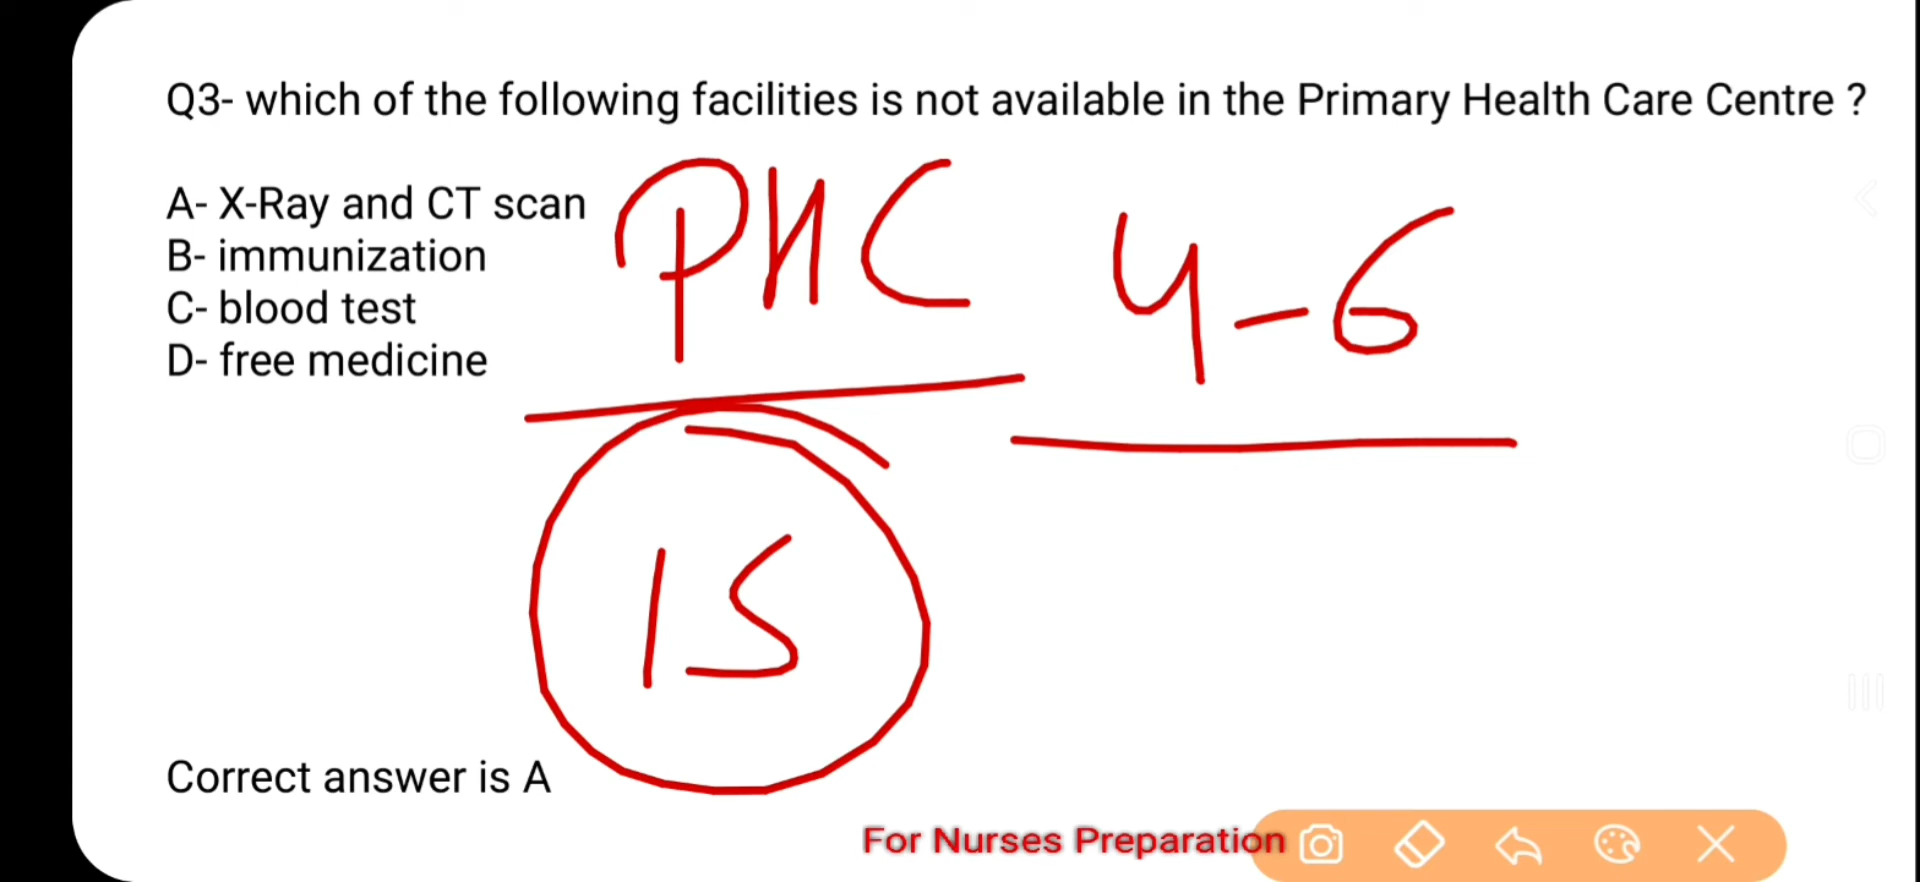 Q3- which of the following facilities is not available in the Primary Health Care Centre ?
A- X-Ray and CT scan
B- immunization
C- blood test
D- free medicine
PHC 4-6
15
Correct answer is A
For Nurses Preparation